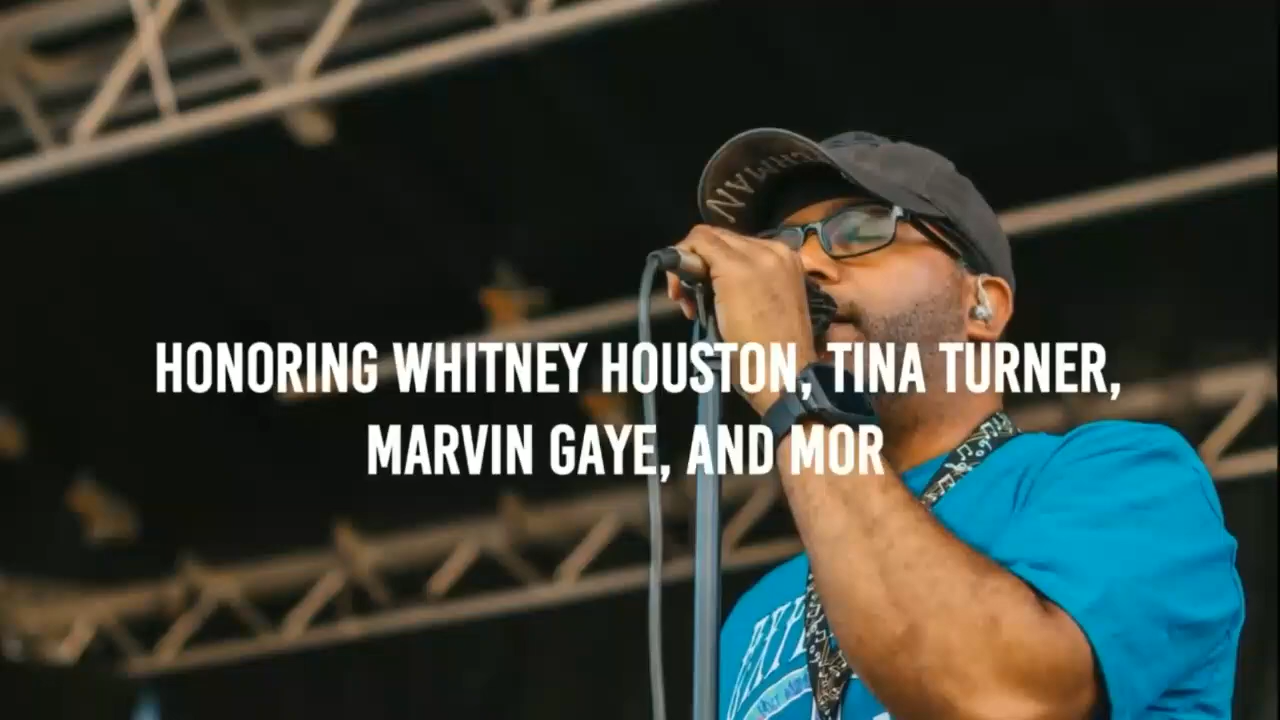 HONORING WHITNEY HOUSTON, TINA TURNER,
MARVIN GAYE, AND MOR